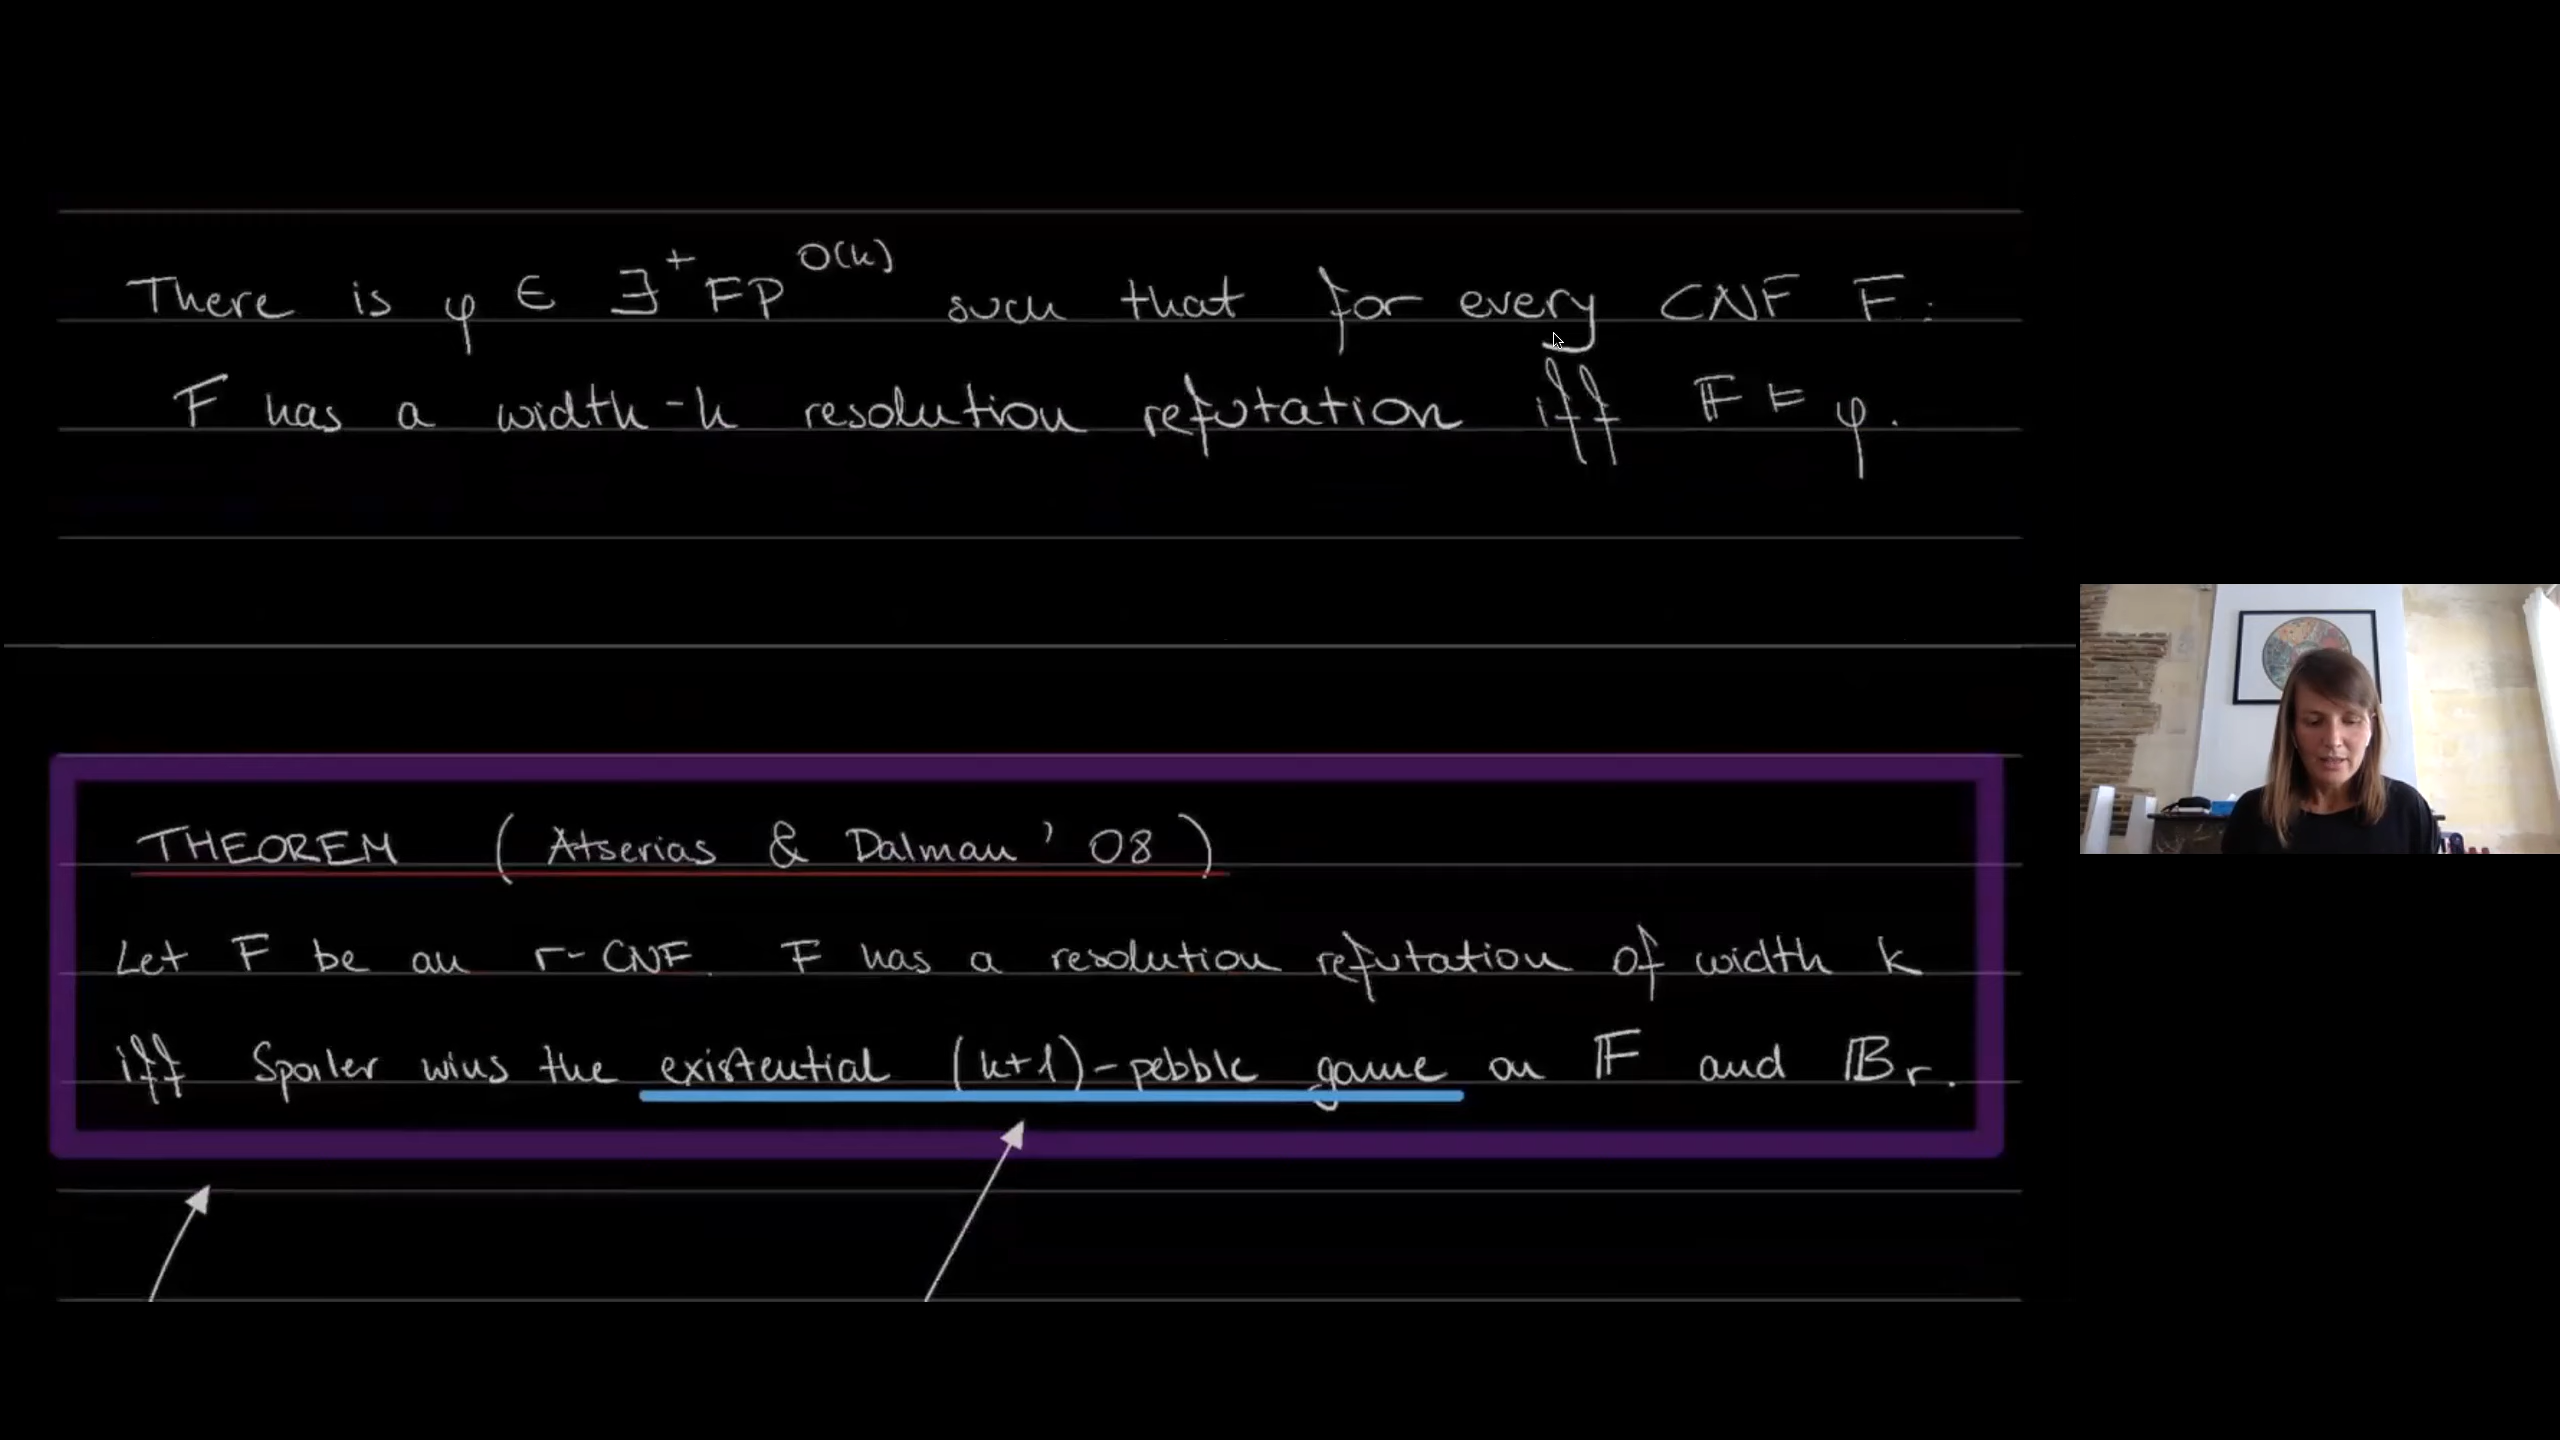 There is φ ∈ ∃⁺FP^O(k) such that for every CNF F:
F has a width-k resolution refutation iff 𝔽 ⊨ φ.
THEOREM (Atserias & Dalmau '08)
Let F be an r-CNF. F has a resolution refutation of width k
iff Spoiler wins the existential (k+1)-pebble game on 𝔽 and 𝔹r.